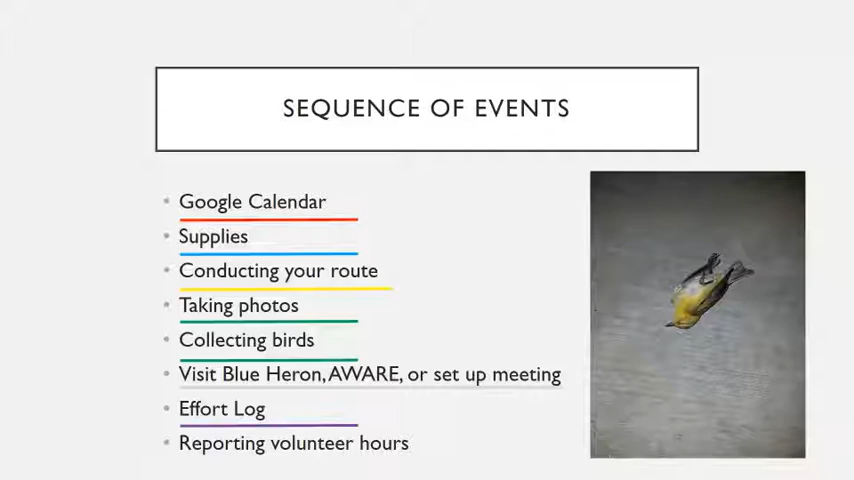 SEQUENCE OF EVENTS
• Google Calendar
• Supplies
• Conducting your route
• Taking photos
• Collecting birds
• Visit Blue Heron, AWARE, or set up meeting
• Effort Log
• Reporting volunteer hours